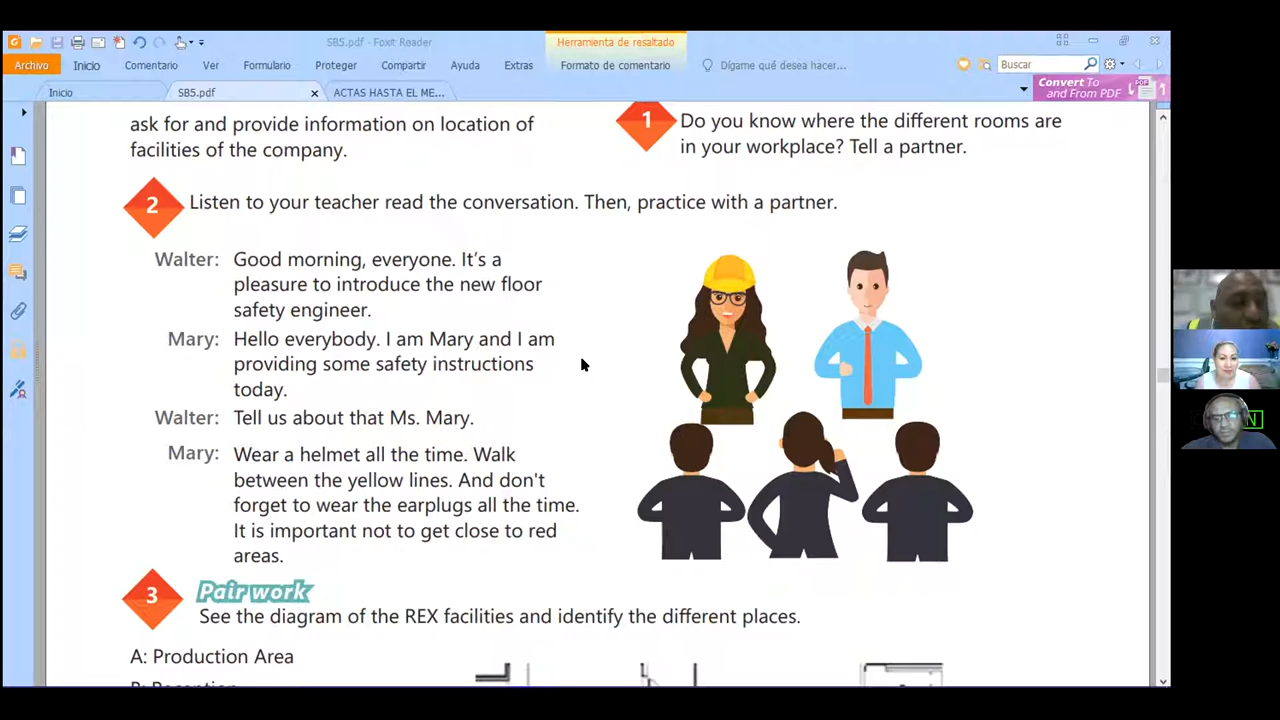 SB5.pdf - Foxit Reader
Herramienta de resaltado
Archivo Inicio Comentario Ver Formulario Proteger Compartir Ayuda Extras Formato de comentario Dígame qué desea hacer... Buscar
Inicio SB5.pdf ACTAS HASTA EL ME...
Convert To
and From PDF
ask for and provide information on location of
facilities of the company.
1 Do you know where the different rooms are
in your workplace? Tell a partner.
2 Listen to your teacher read the conversation. Then, practice with a partner.
Walter: Good morning, everyone. It's a
pleasure to introduce the new floor
safety engineer.
Mary: Hello everybody. I am Mary and I am
providing some safety instructions
today.
Walter: Tell us about that Ms. Mary.
Mary: Wear a helmet all the time. Walk
between the yellow lines. And don't
forget to wear the earplugs all the time.
It is important not to get close to red
areas.
3 Pair work
See the diagram of the REX facilities and identify the different places.
A: Production Area
B: Reception